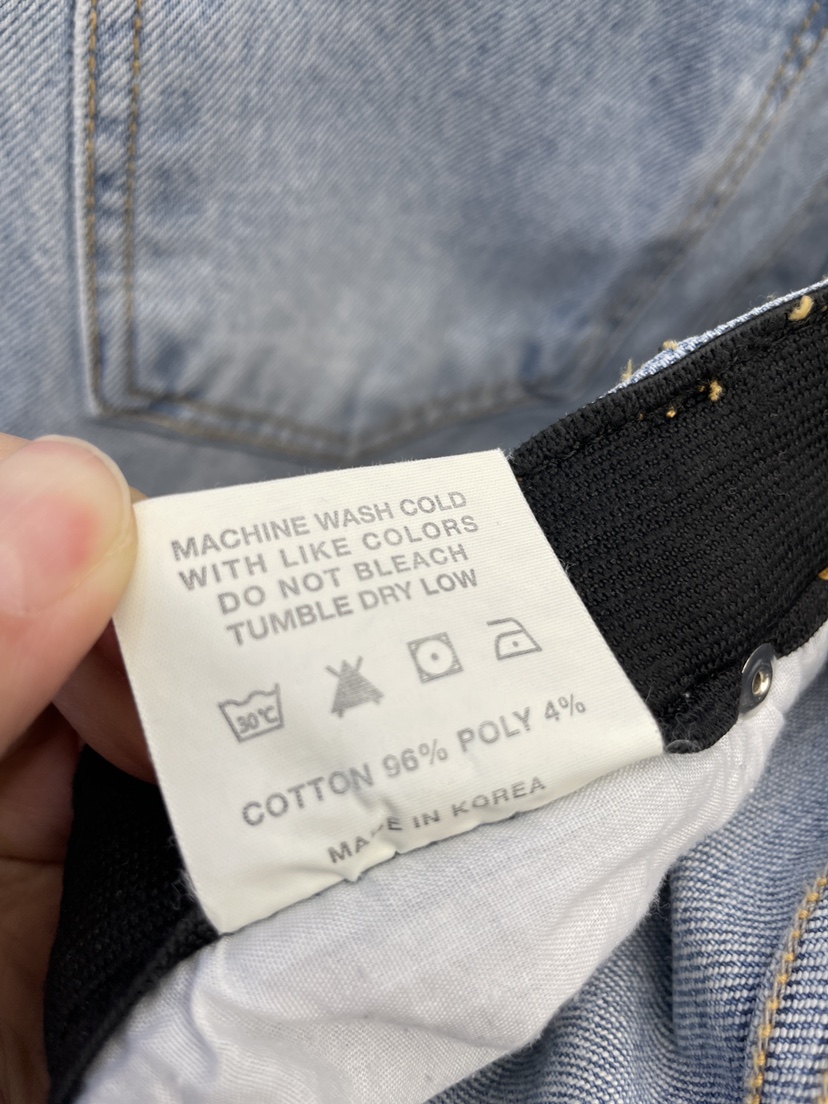 MACHINE WASH COLD
WITH LIKE COLORS
DO NOT BLEACH
TUMBLE DRY LOW
30℃
COTTON 96% POLY 4%
MADE IN KOREA